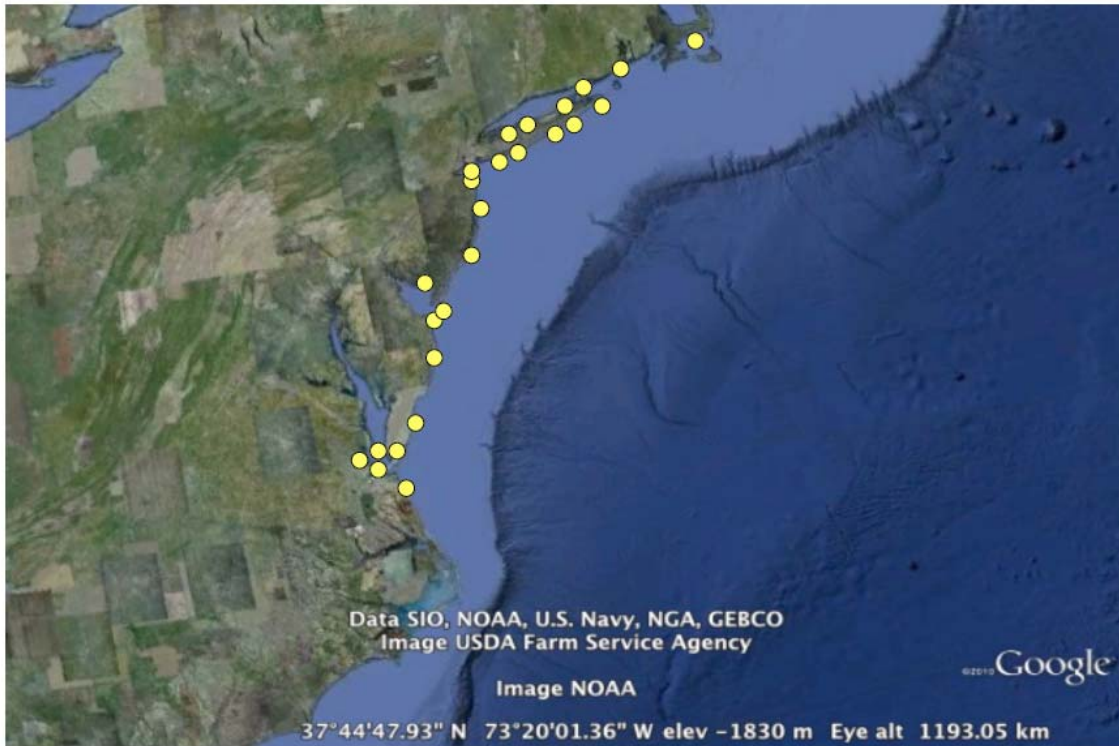 Data SIO, NOAA, U.S. Navy, NGA, GEBCO
Image USDA Farm Service Agency
©2010 Google
Image NOAA
37°44'47.93" N 73°20'01.36" W elev -1830 m Eye alt 1193.05 km